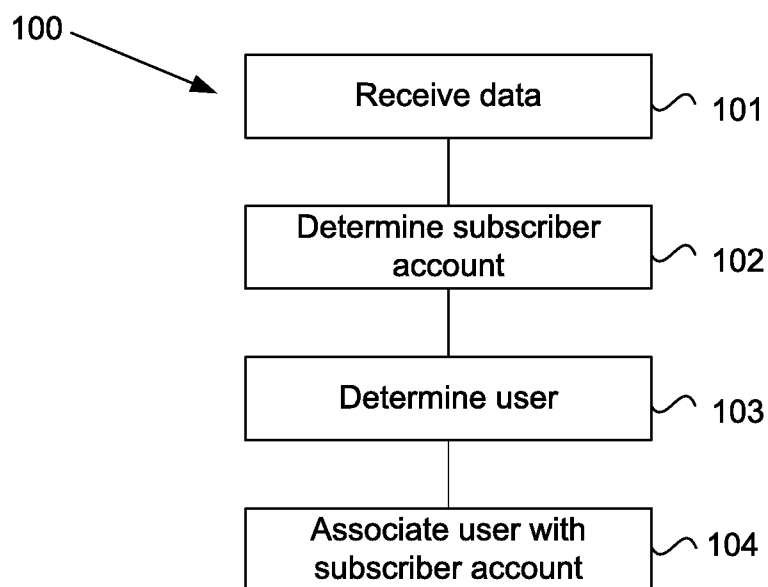 100
Receive data
101
Determine subscriber
account
102
Determine user
103
Associate user with
subscriber account
104